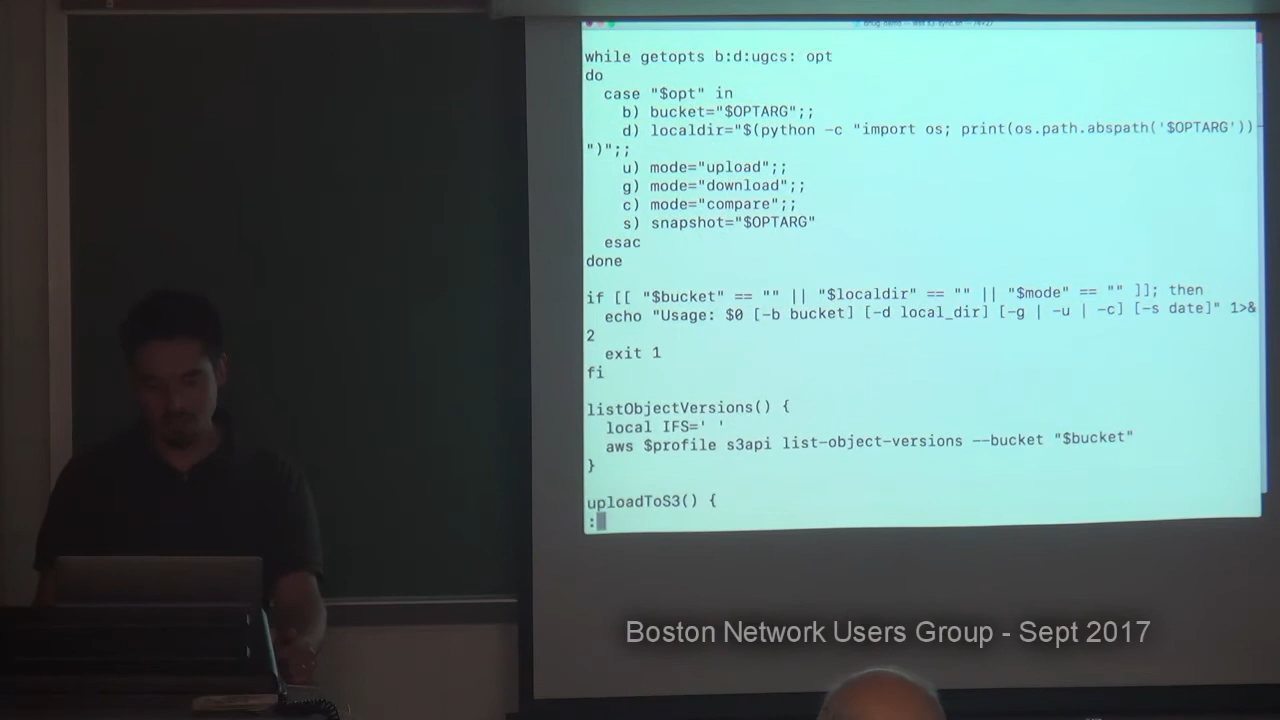 while getopts b:d:ugcs: opt
do
  case "$opt" in
    b) bucket="$OPTARG";;
    d) localdir="$(python -c "import os; print(os.path.abspath('$OPTARG'))
")";;
    u) mode="upload";;
    g) mode="download";;
    c) mode="compare";;
    s) snapshot="$OPTARG"
  esac
done
if [[ "$bucket" == "" || "$localdir" == "" || "$mode" == "" ]]; then
  echo "Usage: $0 [-b bucket] [-d local_dir] [-g | -u | -c] [-s date]" 1>&
2
  exit 1
fi
listObjectVersions() {
  local IFS=' '
  aws $profile s3api list-object-versions --bucket "$bucket"
}
uploadToS3() {
:
Boston Network Users Group - Sept 2017